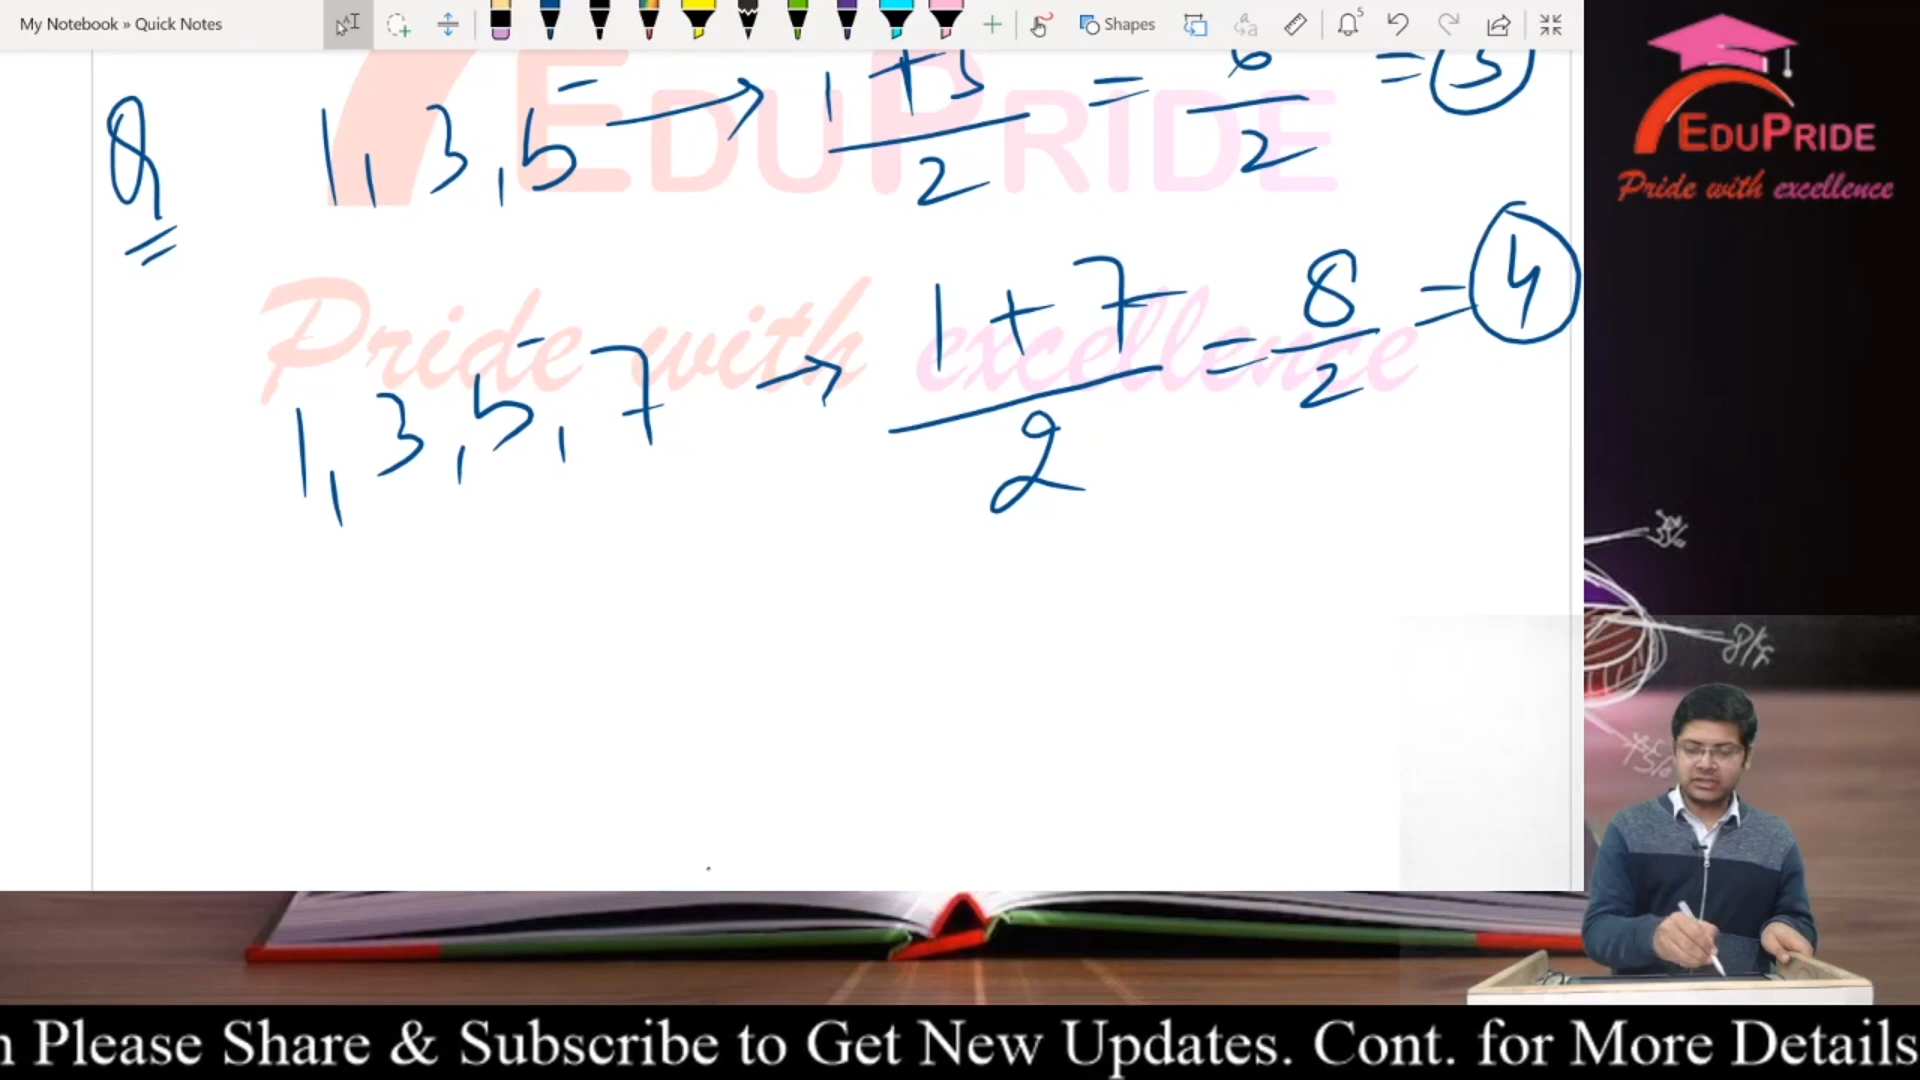 My Notebook » Quick Notes
Shapes
5
EDUPRIDE
Pride with excellence
EDUPRIDE
Pride with excellence
Q 1, 3, 5 → 1+5/2 = 6/2 = 3
1, 3, 5, 7 → 1+7/2 = 8/2 = 4
n Please Share & Subscribe to Get New Updates. Cont. for More Details